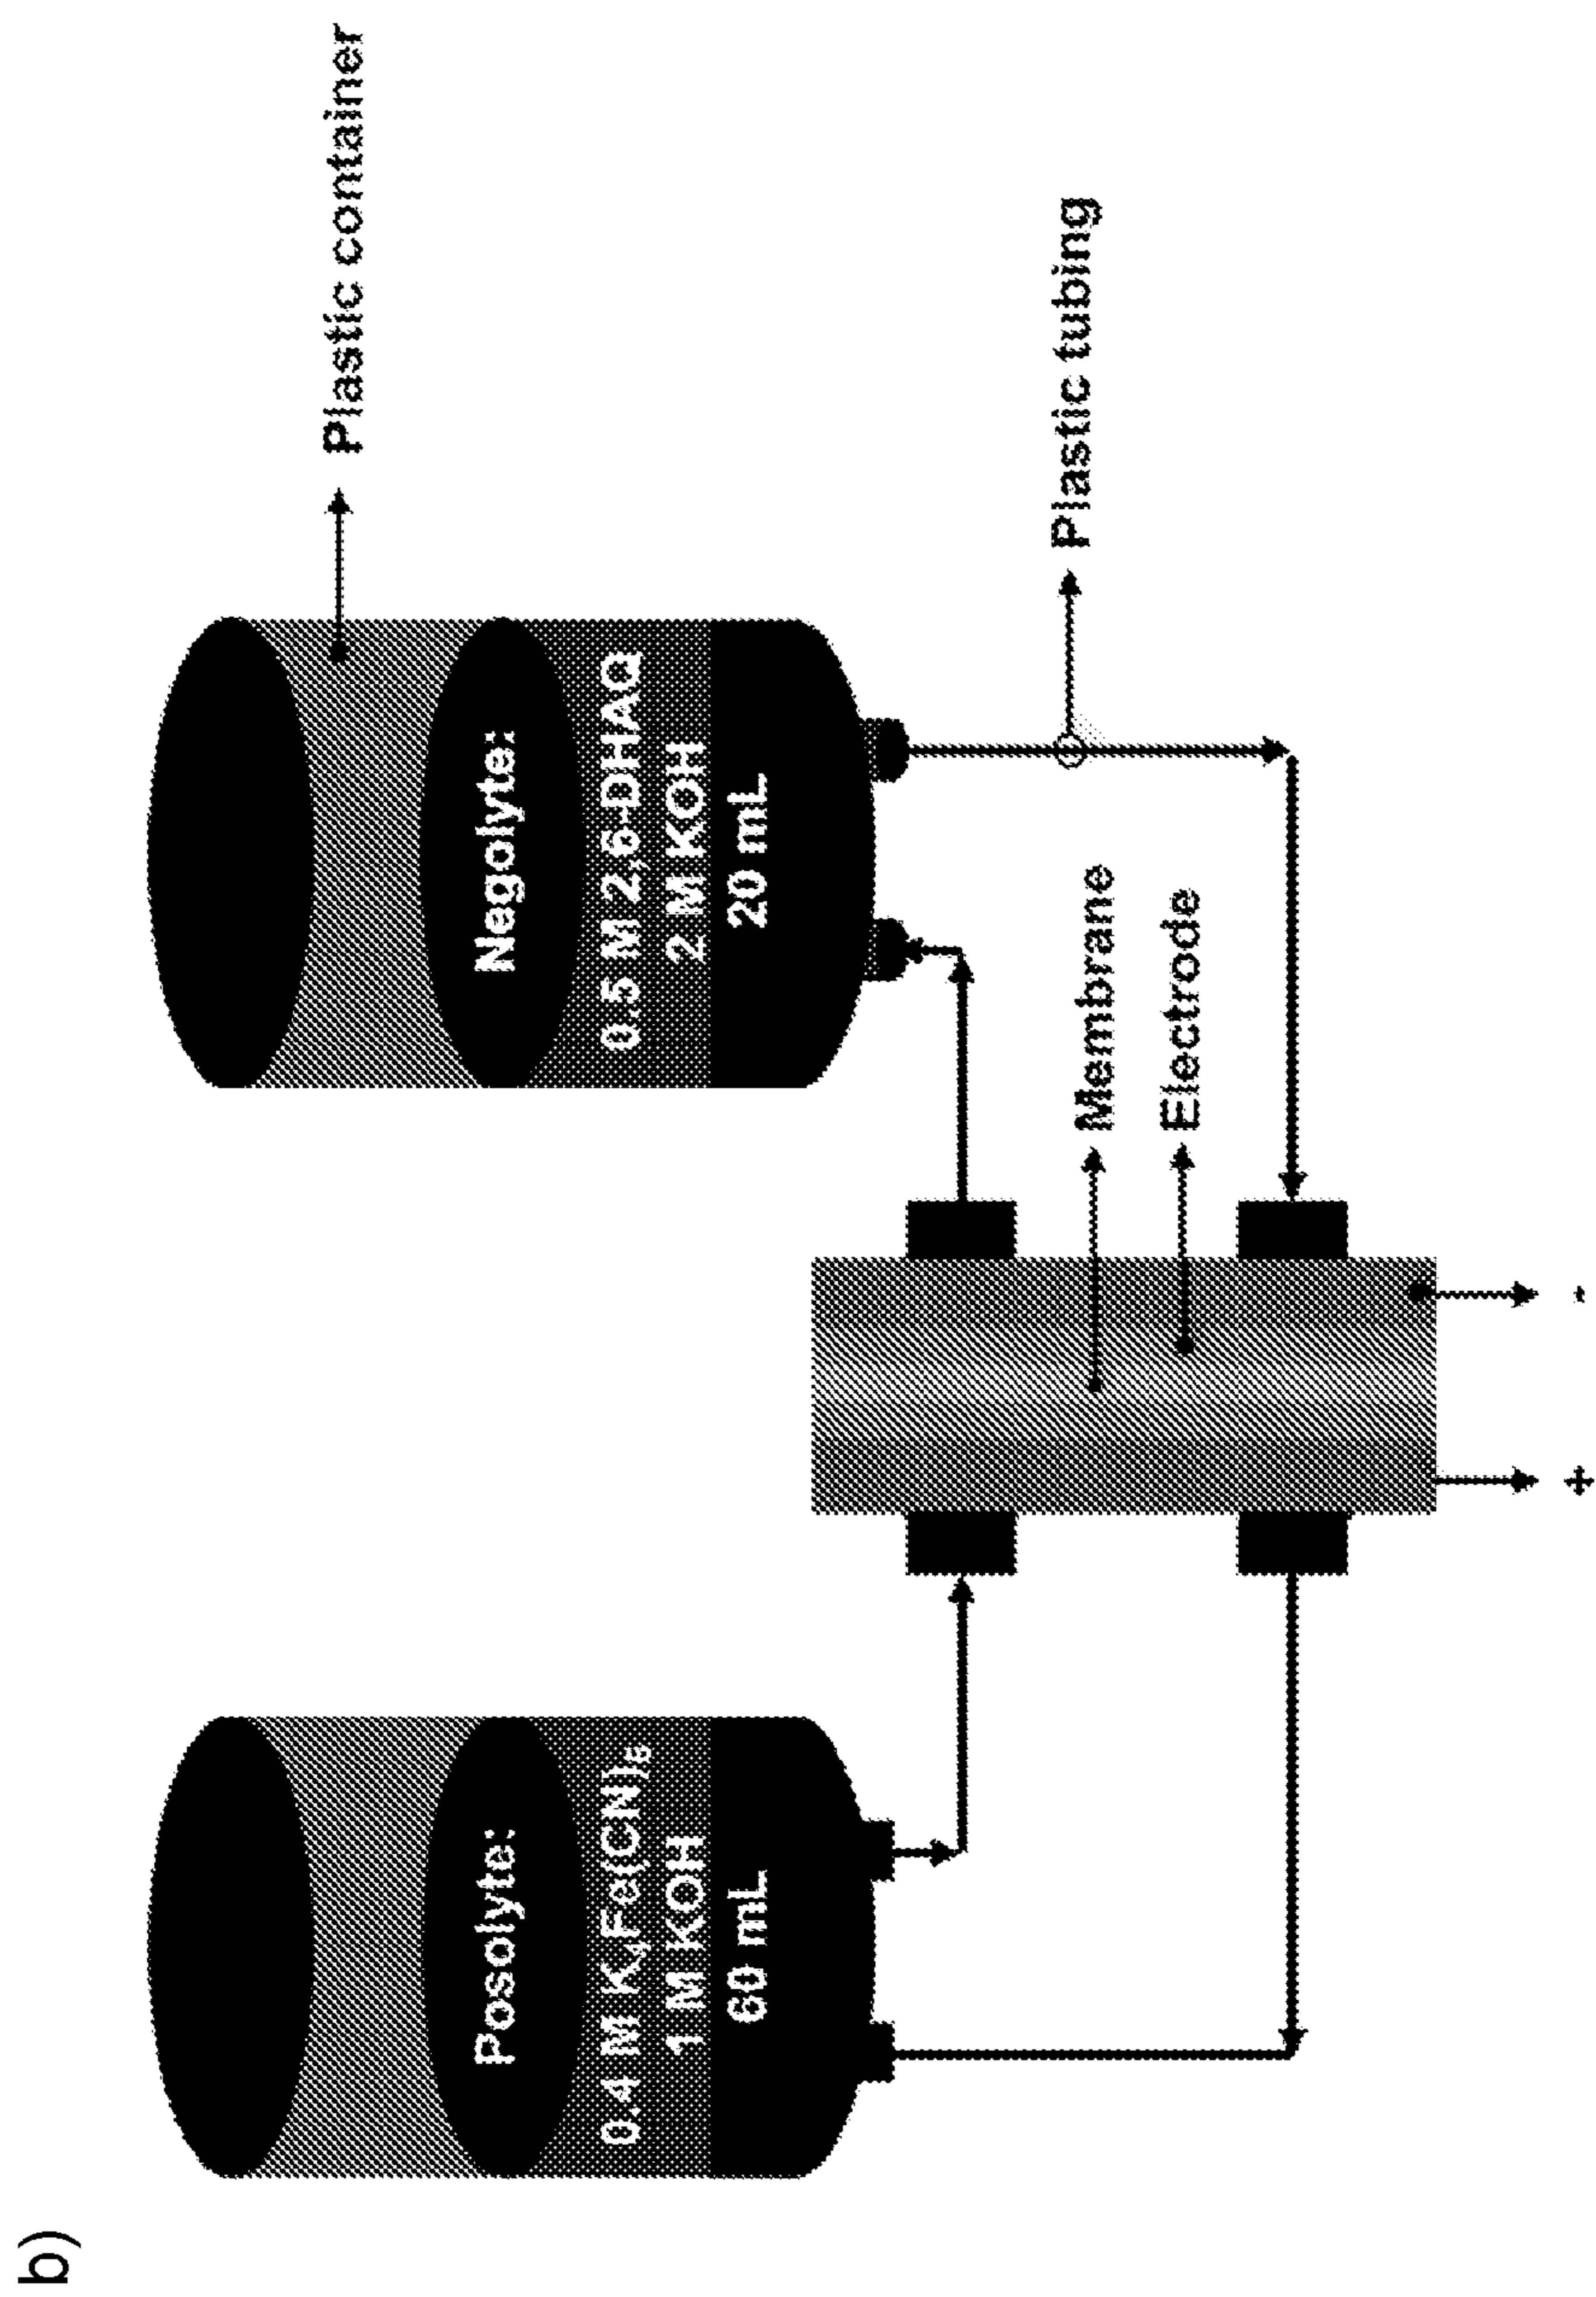 b)
Posolyte:
0.4 M K₄Fe(CN)₆
1 M KOH
60 mL
Negolyte:
0.5 M 2,6-DHAQ
2 M KOH
20 mL
Plastic container
Plastic tubing
Membrane
Electrode
+
-